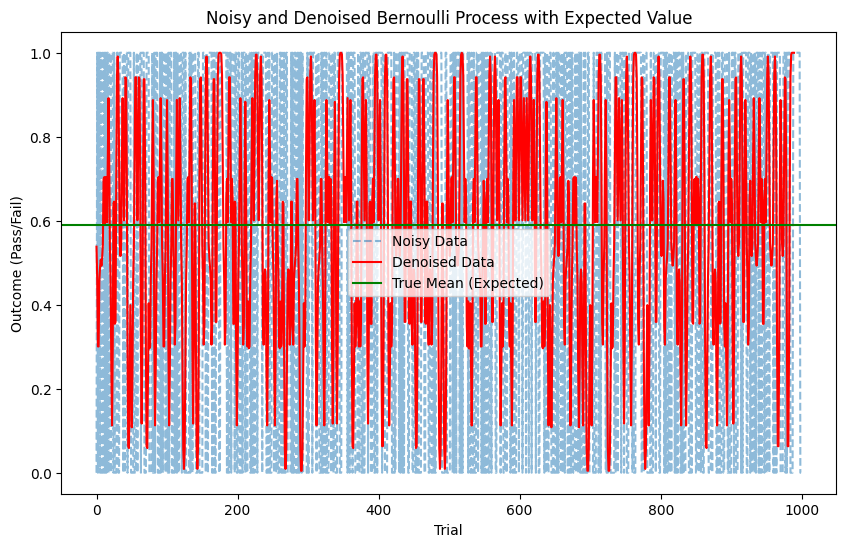 Noisy and Denoised Bernoulli Process with Expected Value
Outcome (Pass/Fail)
1.0
0.8
0.6
0.4
0.2
0.0
Noisy Data
Denoised Data
True Mean (Expected)
0
200
400
600
800
1000
Trial